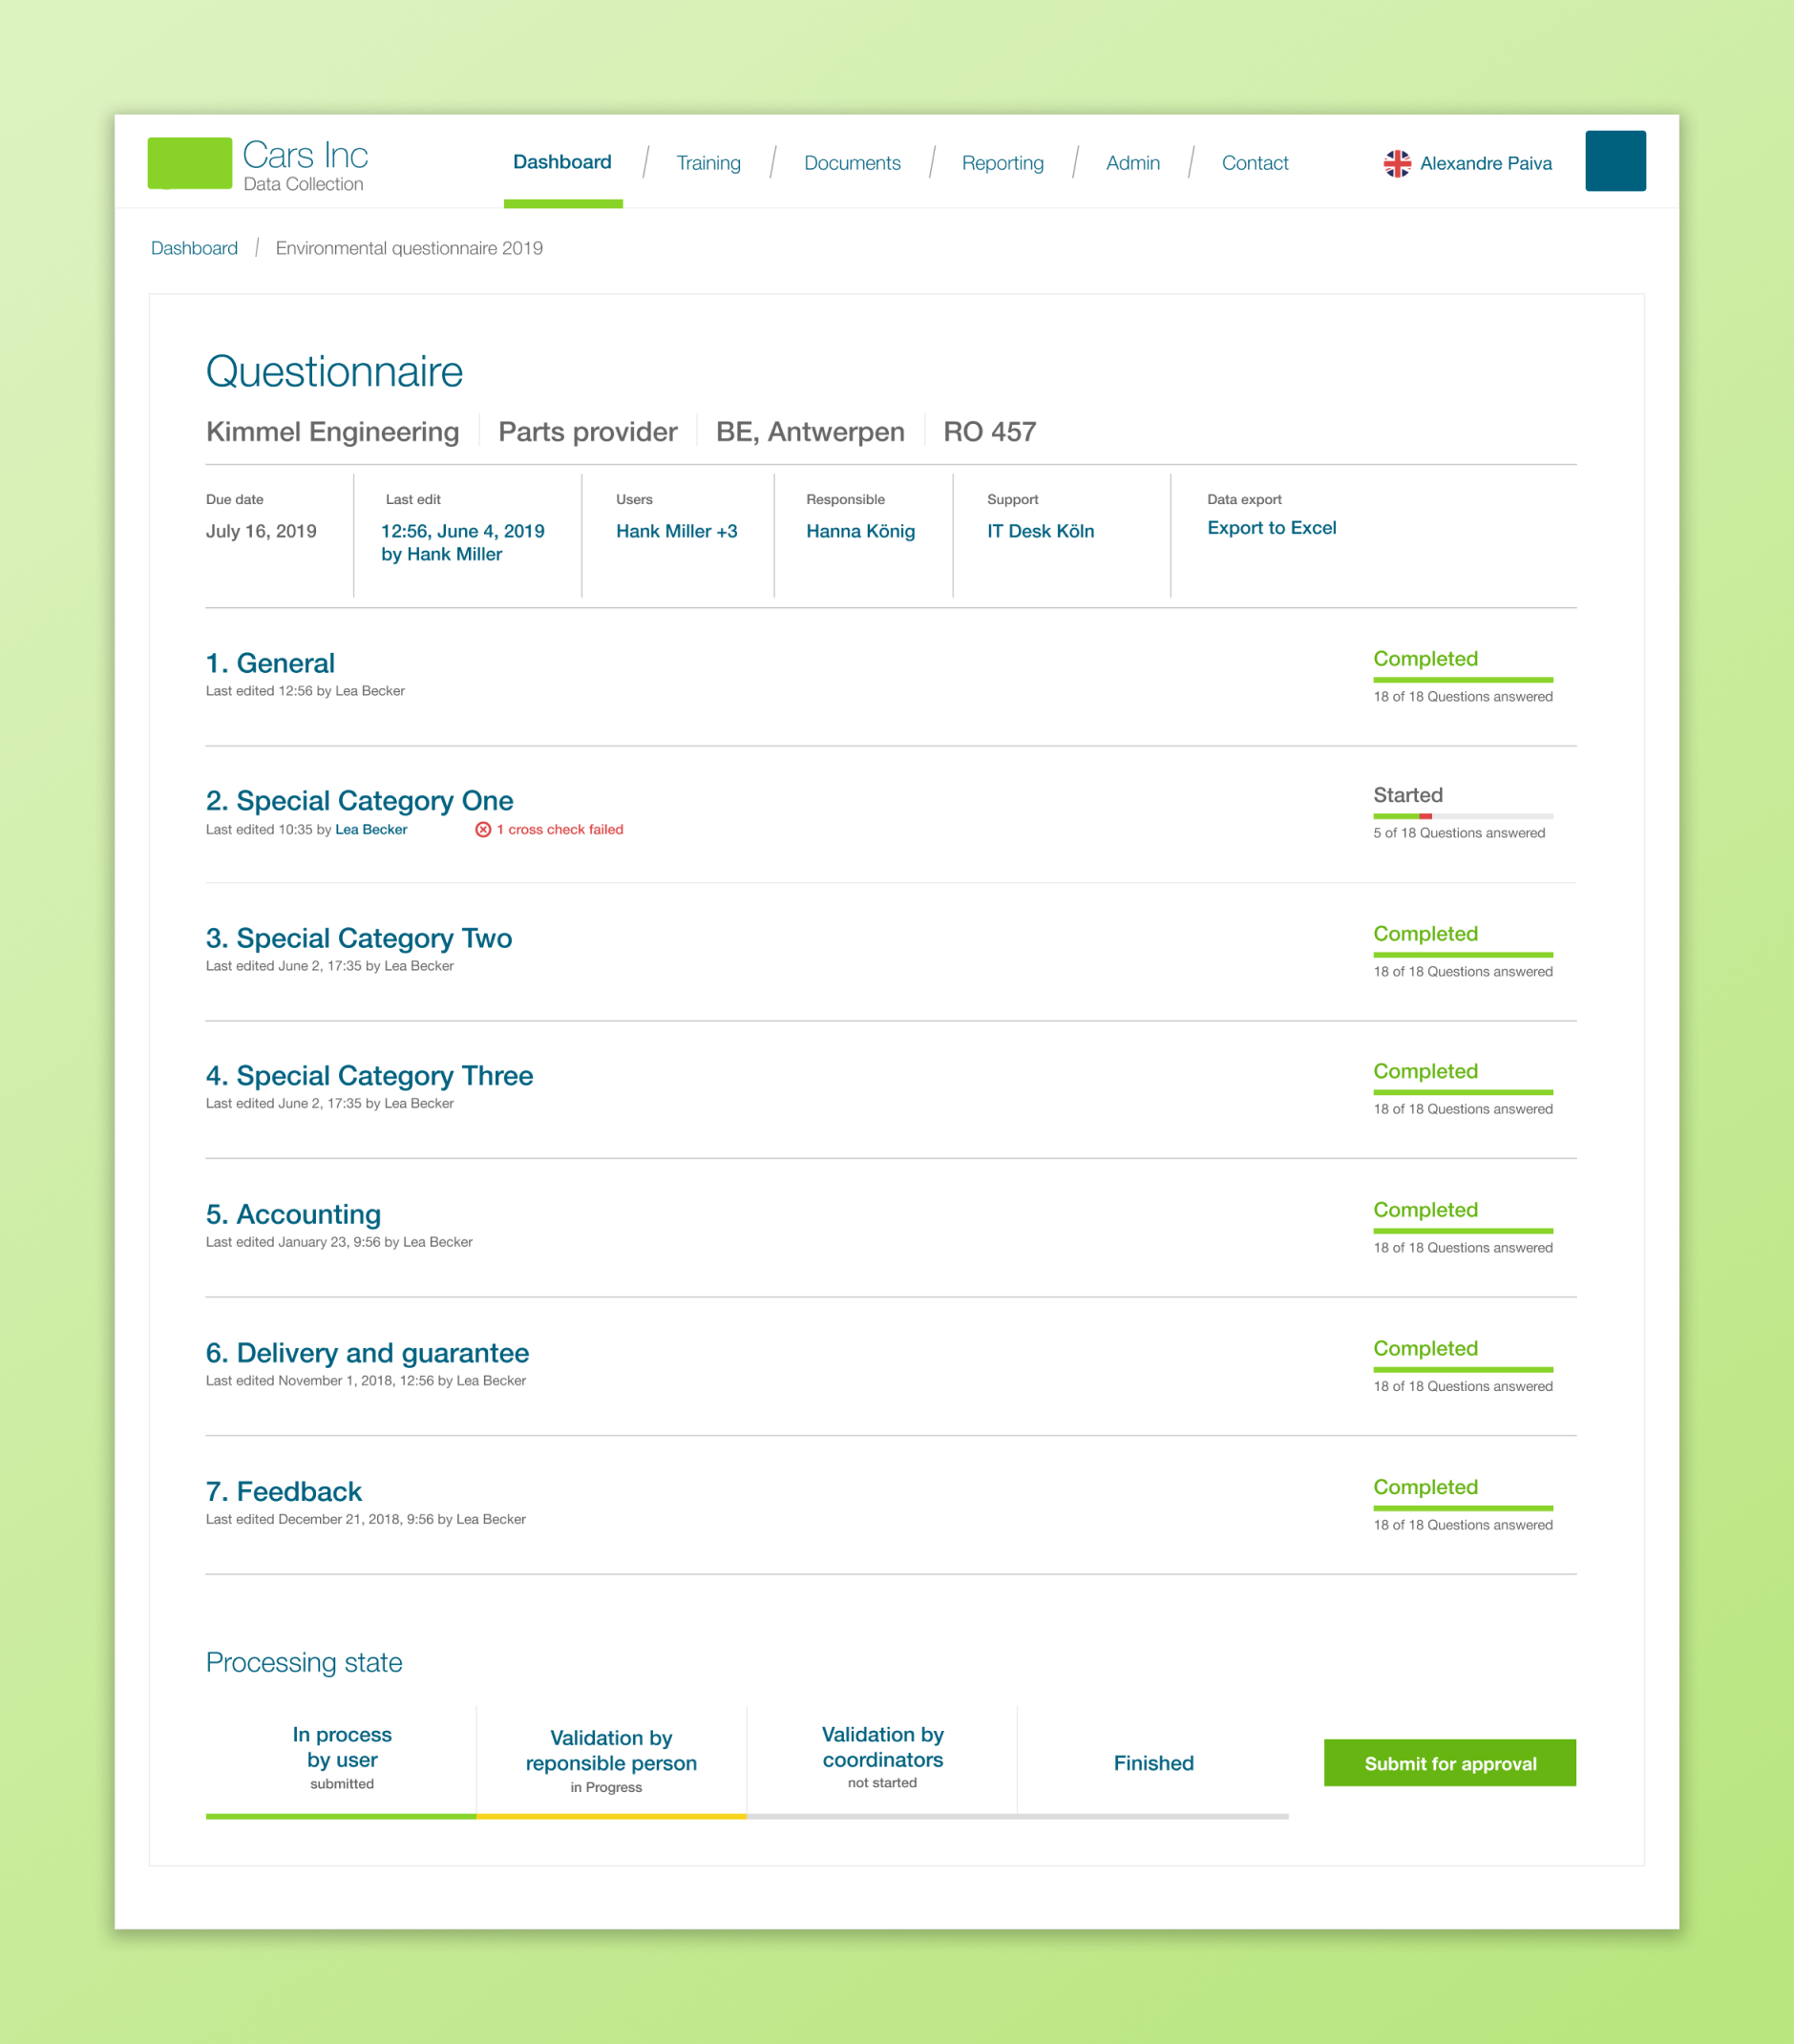 Cars Inc
Data Collection
Dashboard / Training / Documents / Reporting / Admin / Contact
Alexandre Paiva
Dashboard / Environmental questionnaire 2019
Questionnaire
Kimmel Engineering
Parts provider
BE, Antwerpen
RO 457
Due date
July 16, 2019
Last edit
12:56, June 4, 2019
by Hank Miller
Users
Hank Miller +3
Responsible
Hanna König
Support
IT Desk Köln
Data export
Export to Excel
1. General
Last edited 12:56 by Lea Becker
Completed
18 of 18 Questions answered
2. Special Category One
Last edited 10:35 by Lea Becker
1 cross check failed
Started
5 of 18 Questions answered
3. Special Category Two
Last edited June 2, 17:35 by Lea Becker
Completed
18 of 18 Questions answered
4. Special Category Three
Last edited June 2, 17:35 by Lea Becker
Completed
18 of 18 Questions answered
5. Accounting
Last edited January 23, 9:56 by Lea Becker
Completed
18 of 18 Questions answered
6. Delivery and guarantee
Last edited November 1, 2018, 12:56 by Lea Becker
Completed
18 of 18 Questions answered
7. Feedback
Last edited December 21, 2018, 9:56 by Lea Becker
Completed
18 of 18 Questions answered
Processing state
In process
by user
submitted
Validation by
reponsible person
in Progress
Validation by
coordinators
not started
Finished
Submit for approval